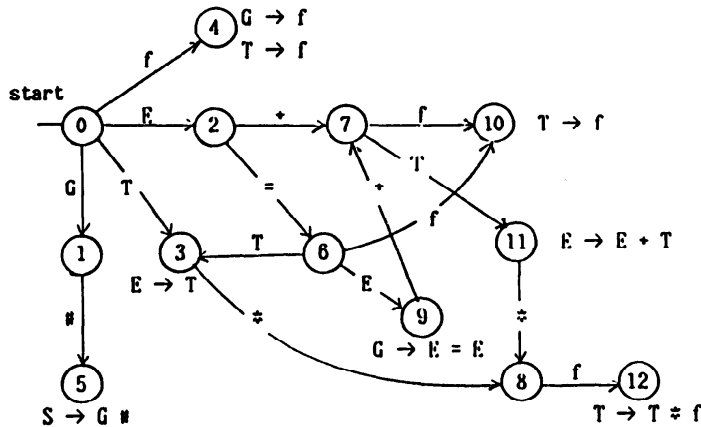 4 G → f
f T → f
start
0 E 2 + 7 f 10 T → f
G T = + T f
1 3 T 6 11 E → E + T
E → T E
# * 9 *
G → E = E
5 8 f 12
S → G # T → T * f